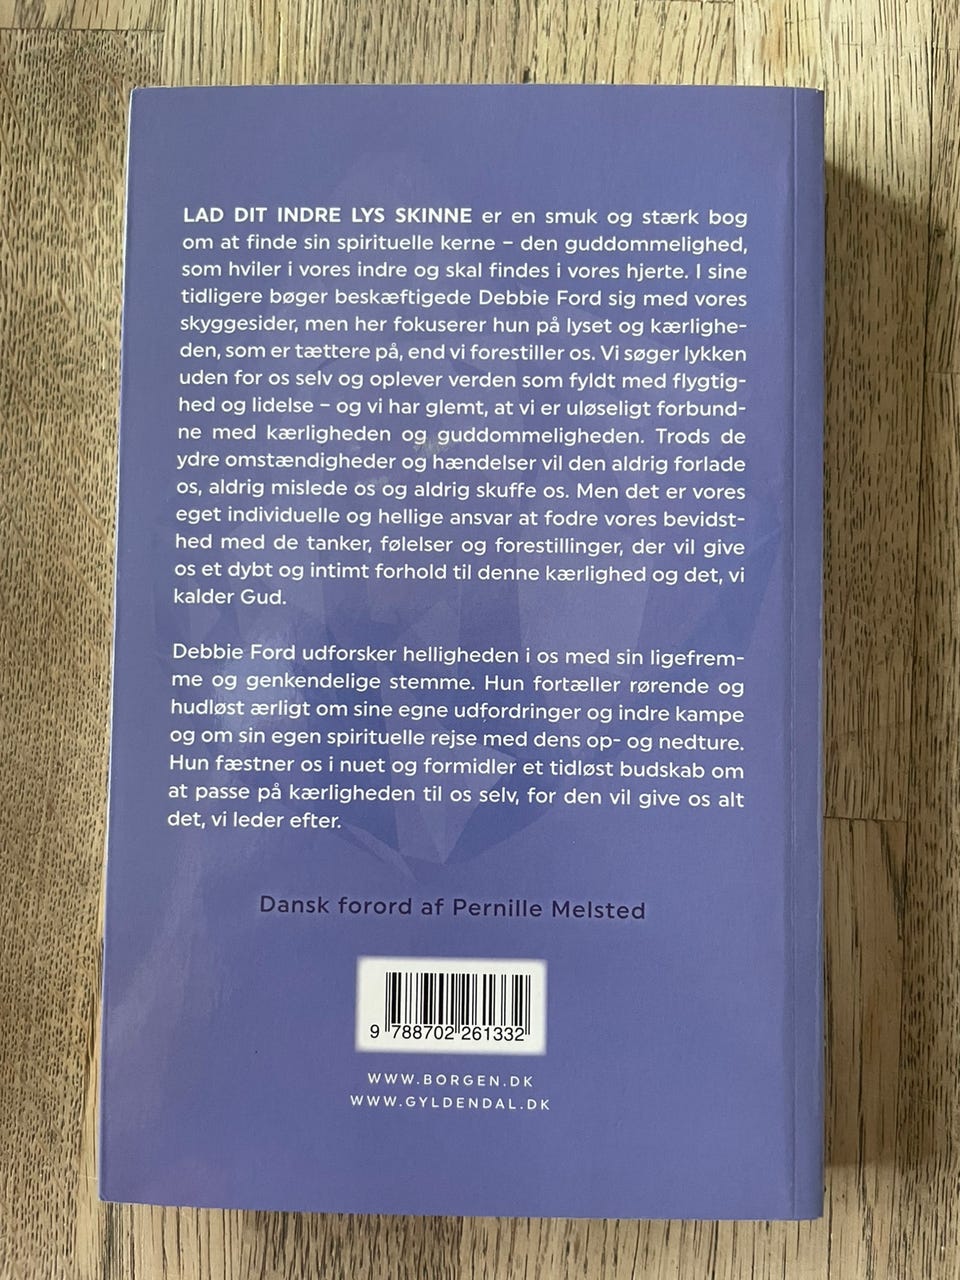 LAD DIT INDRE LYS SKINNE er en smuk og stærk bog
om at finde sin spirituelle kerne – den guddommelighed,
som hviler i vores indre og skal findes i vores hjerte. I sine
tidligere bøger beskæftigede Debbie Ford sig med vores
skyggesider, men her fokuserer hun på lyset og kærlighe-
den, som er tættere på, end vi forestiller os. Vi søger lykken
uden for os selv og oplever verden som fyldt med flygtig-
hed og lidelse – og vi har glemt, at vi er uløseligt forbund-
ne med kærligheden og guddommeligheden. Trods de
ydre omstændigheder og hændelser vil den aldrig forlade
os, aldrig mislede os og aldrig skuffe os. Men det er vores
eget individuelle og hellige ansvar at fodre vores bevidst-
hed med de tanker, følelser og forestillinger, der vil give
os et dybt og intimt forhold til denne kærlighed og det, vi
kalder Gud.
Debbie Ford udforsker helligheden i os med sin ligefrem-
me og genkendelige stemme. Hun fortæller rørende og
hudløst ærligt om sine egne udfordringer og indre kampe
og om sin egen spirituelle rejse med dens op- og nedture.
Hun fæstner os i nuet og formidler et tidløst budskab om
at passe på kærligheden til os selv, for den vil give os alt
det, vi leder efter.
Dansk forord af Pernille Melsted
9 788702 261332
WWW.BORGEN.DK
WWW.GYLDENDAL.DK